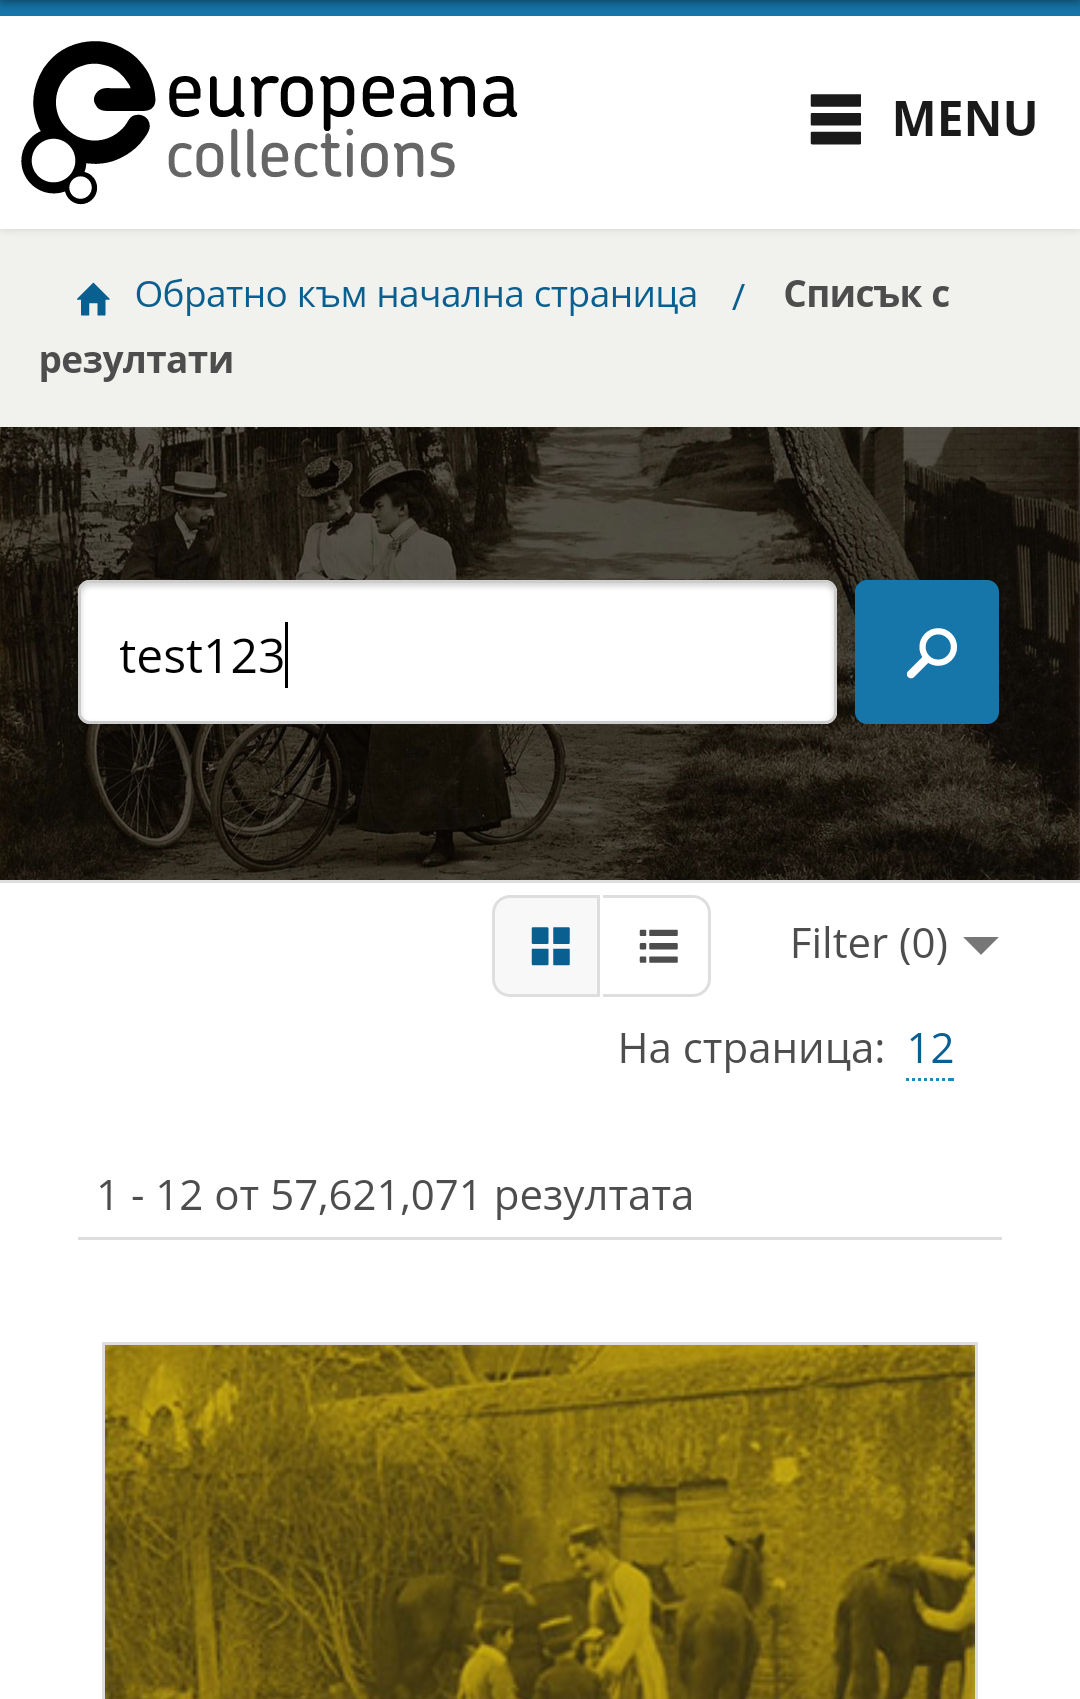 europeana
collections
MENU
Обратно към начална страница / Списък с
резултати
test123
Filter (0)
На страница: 12
1 - 12 от 57,621,071 резултата